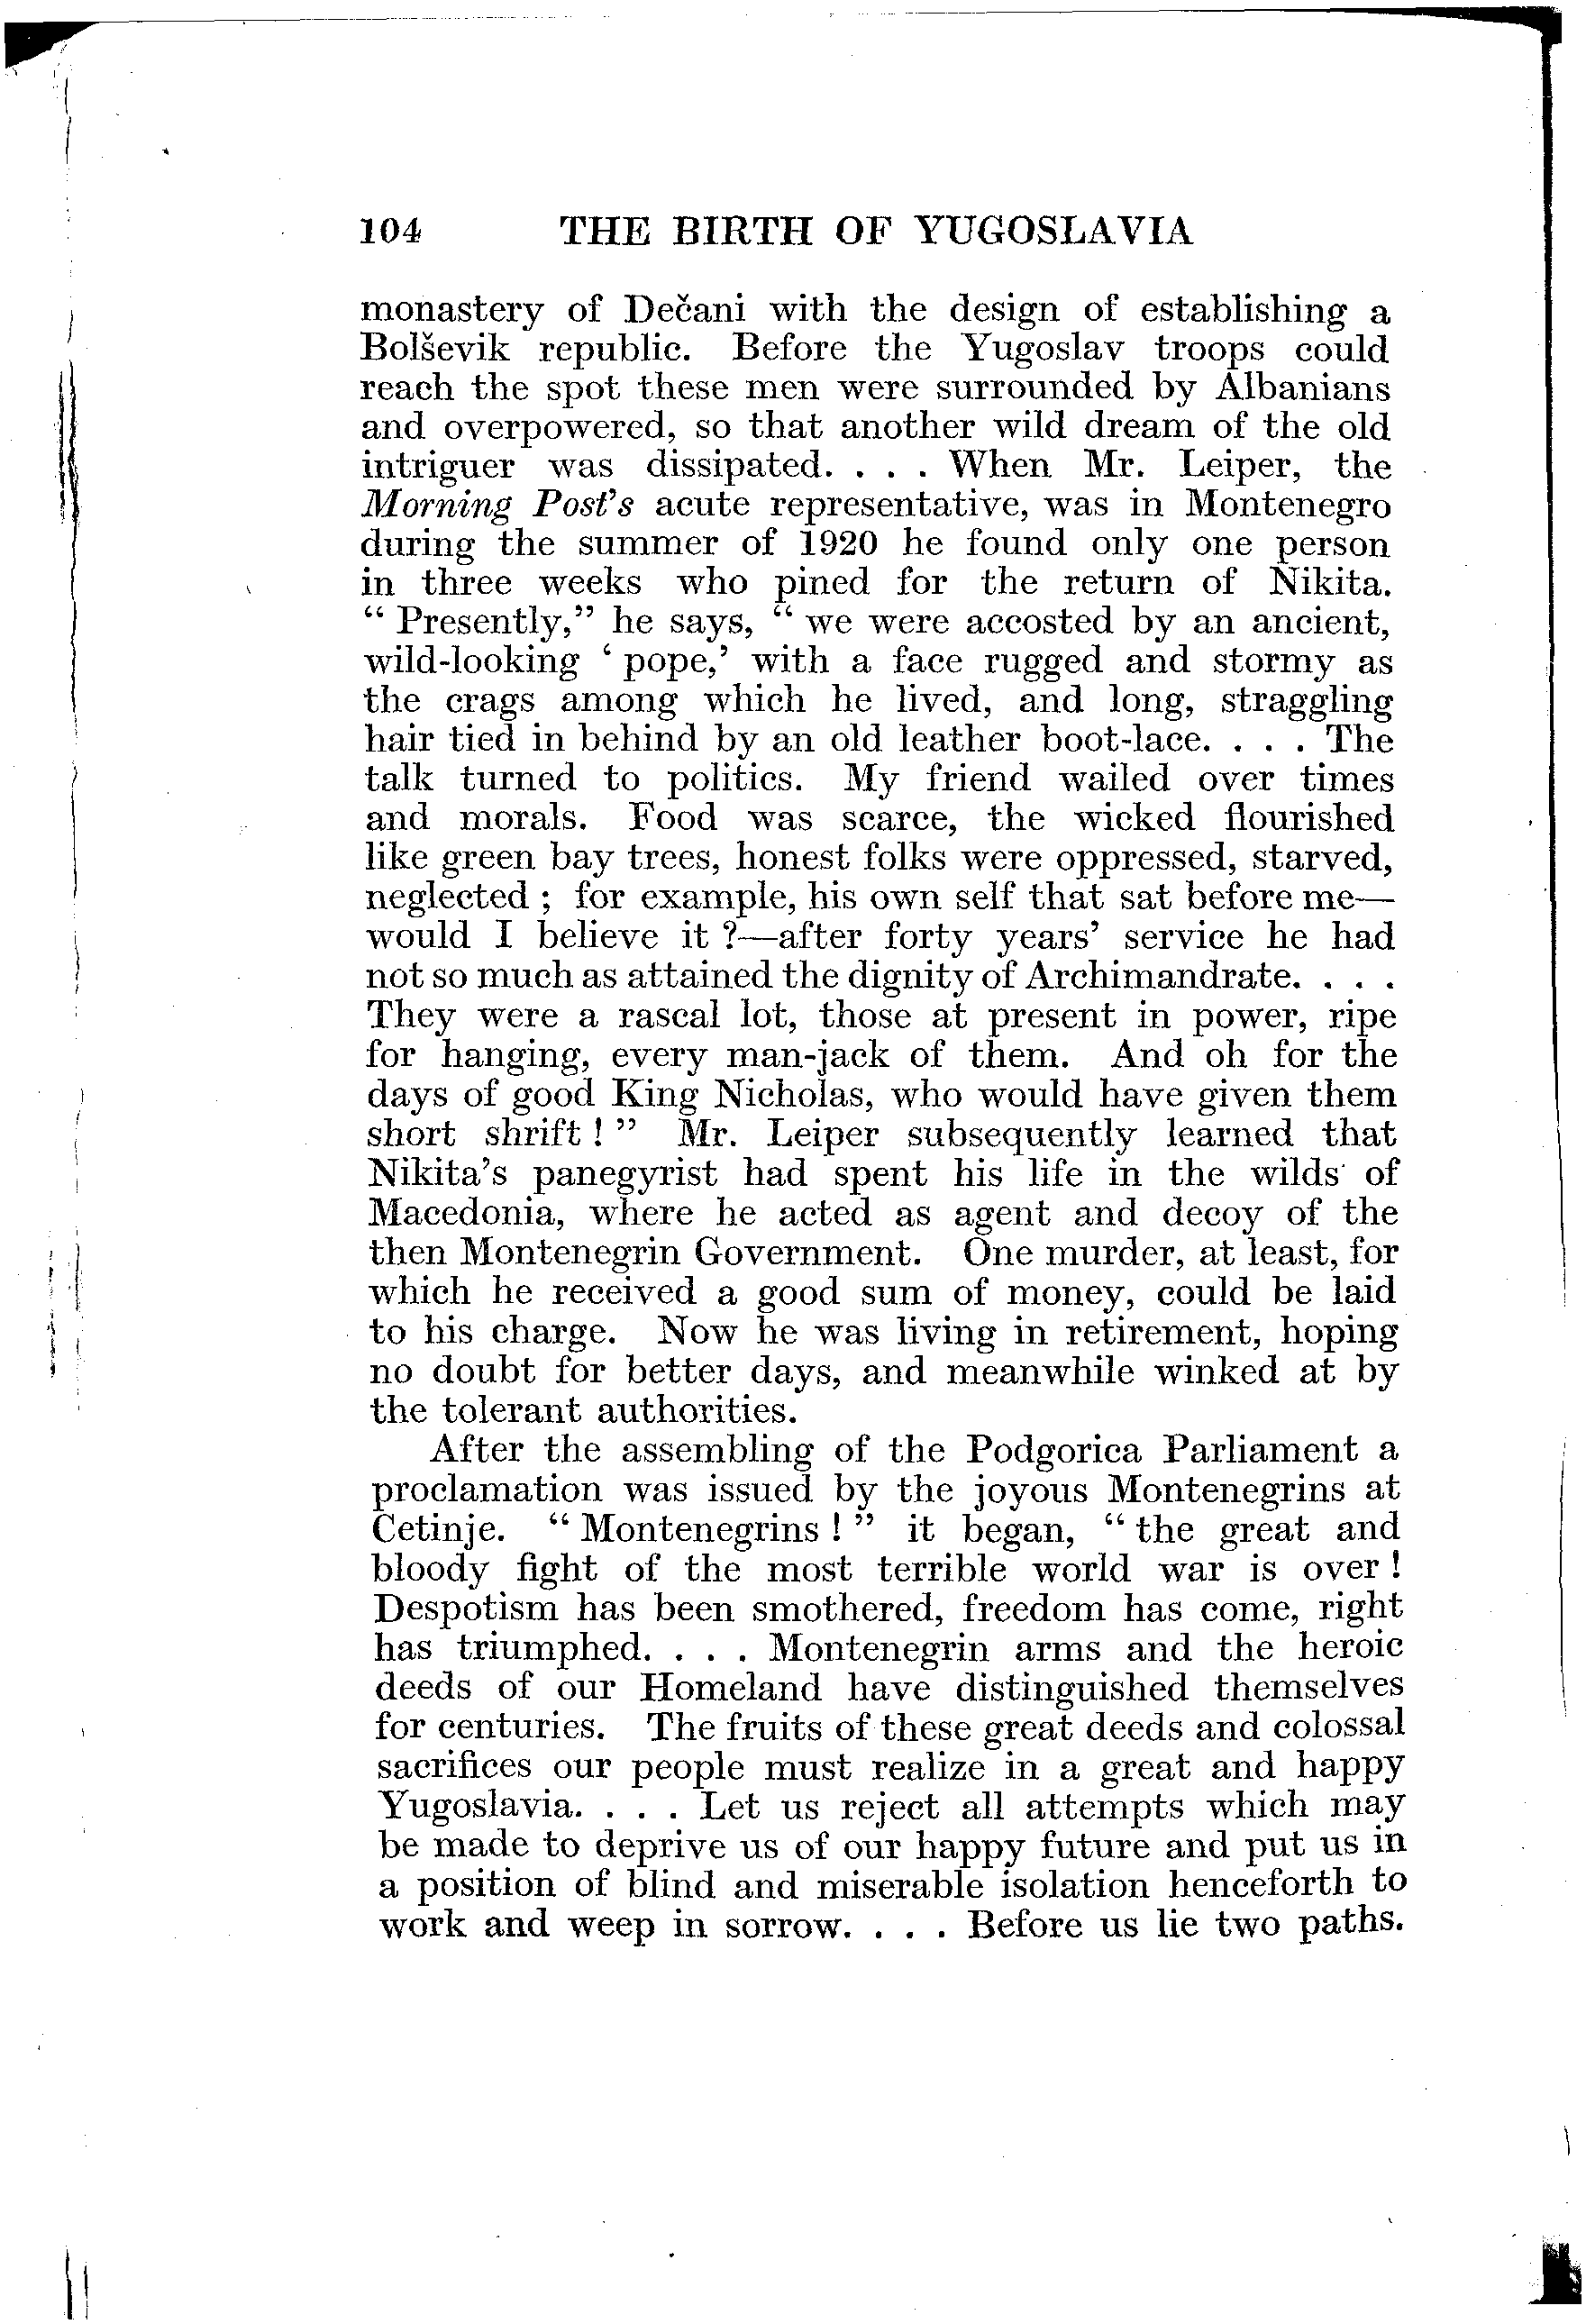 104 THE BIRTH OF YUGOSLAVIA
monastery of Dečani with the design of establishing a
Bolševik republic. Before the Yugoslav troops could
reach the spot these men were surrounded by Albanians
and overpowered, so that another wild dream of the old
intriguer was dissipated. . . . When Mr. Leiper, the
Morning Post's acute representative, was in Montenegro
during the summer of 1920 he found only one person
in three weeks who pined for the return of Nikita.
“ Presently,” he says, “ we were accosted by an ancient,
wild-looking ‘ pope,’ with a face rugged and stormy as
the crags among which he lived, and long, straggling
hair tied in behind by an old leather boot-lace. . . . The
talk turned to politics. My friend wailed over times
and morals. Food was scarce, the wicked flourished
like green bay trees, honest folks were oppressed, starved,
neglected ; for example, his own self that sat before me—
would I believe it ?—after forty years’ service he had
not so much as attained the dignity of Archimandrate. . . .
They were a rascal lot, those at present in power, ripe
for hanging, every man-jack of them. And oh for the
days of good King Nicholas, who would have given them
short shrift ! ” Mr. Leiper subsequently learned that
Nikita’s panegyrist had spent his life in the wilds of
Macedonia, where he acted as agent and decoy of the
then Montenegrin Government. One murder, at least, for
which he received a good sum of money, could be laid
to his charge. Now he was living in retirement, hoping
no doubt for better days, and meanwhile winked at by
the tolerant authorities.
After the assembling of the Podgorica Parliament a
proclamation was issued by the joyous Montenegrins at
Cetinje. “ Montenegrins ! ” it began, “ the great and
bloody fight of the most terrible world war is over !
Despotism has been smothered, freedom has come, right
has triumphed. . . . Montenegrin arms and the heroic
deeds of our Homeland have distinguished themselves
for centuries. The fruits of these great deeds and colossal
sacrifices our people must realize in a great and happy
Yugoslavia. . . . Let us reject all attempts which may
be made to deprive us of our happy future and put us in
a position of blind and miserable isolation henceforth to
work and weep in sorrow. . . . Before us lie two paths.